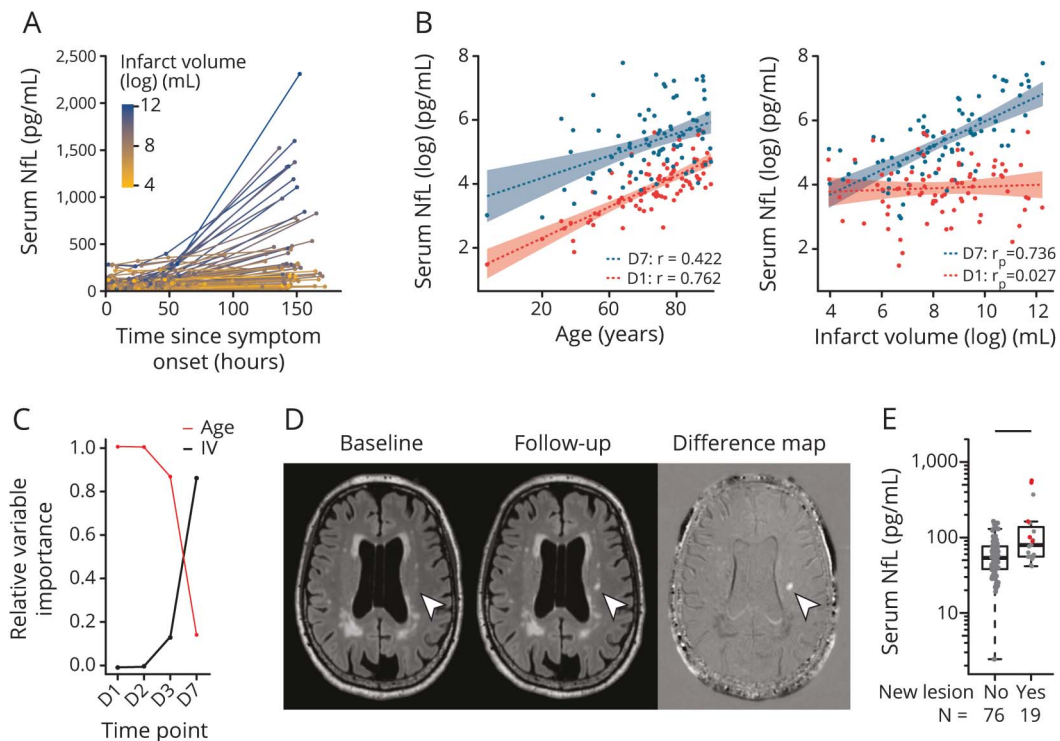 A
Serum NfL (pg/mL)
2,500
2,000
1,500
1,000
500
0
Infarct volume
(log) (mL)
12
8
4
0
50
100
150
Time since symptom
onset (hours)
B
Serum NfL (log) (pg/mL)
8
6
4
2
D7: r = 0.422
D1: r = 0.762
20
40
60
80
Age (years)
Serum NfL (log) (pg/mL)
8
6
4
2
D7: rp=0.736
D1: rp=0.027
4
6
8
10
12
Infarct volume (log) (mL)
C
Age
IV
Relative variable
importance
1.0
0.8
0.6
0.4
0.2
0.0
D1
D2
D3
D7
Time point
D
Baseline
Follow-up
Difference map
E
Serum NfL (pg/mL)
1,000
100
10
New lesion No Yes
N = 76 19